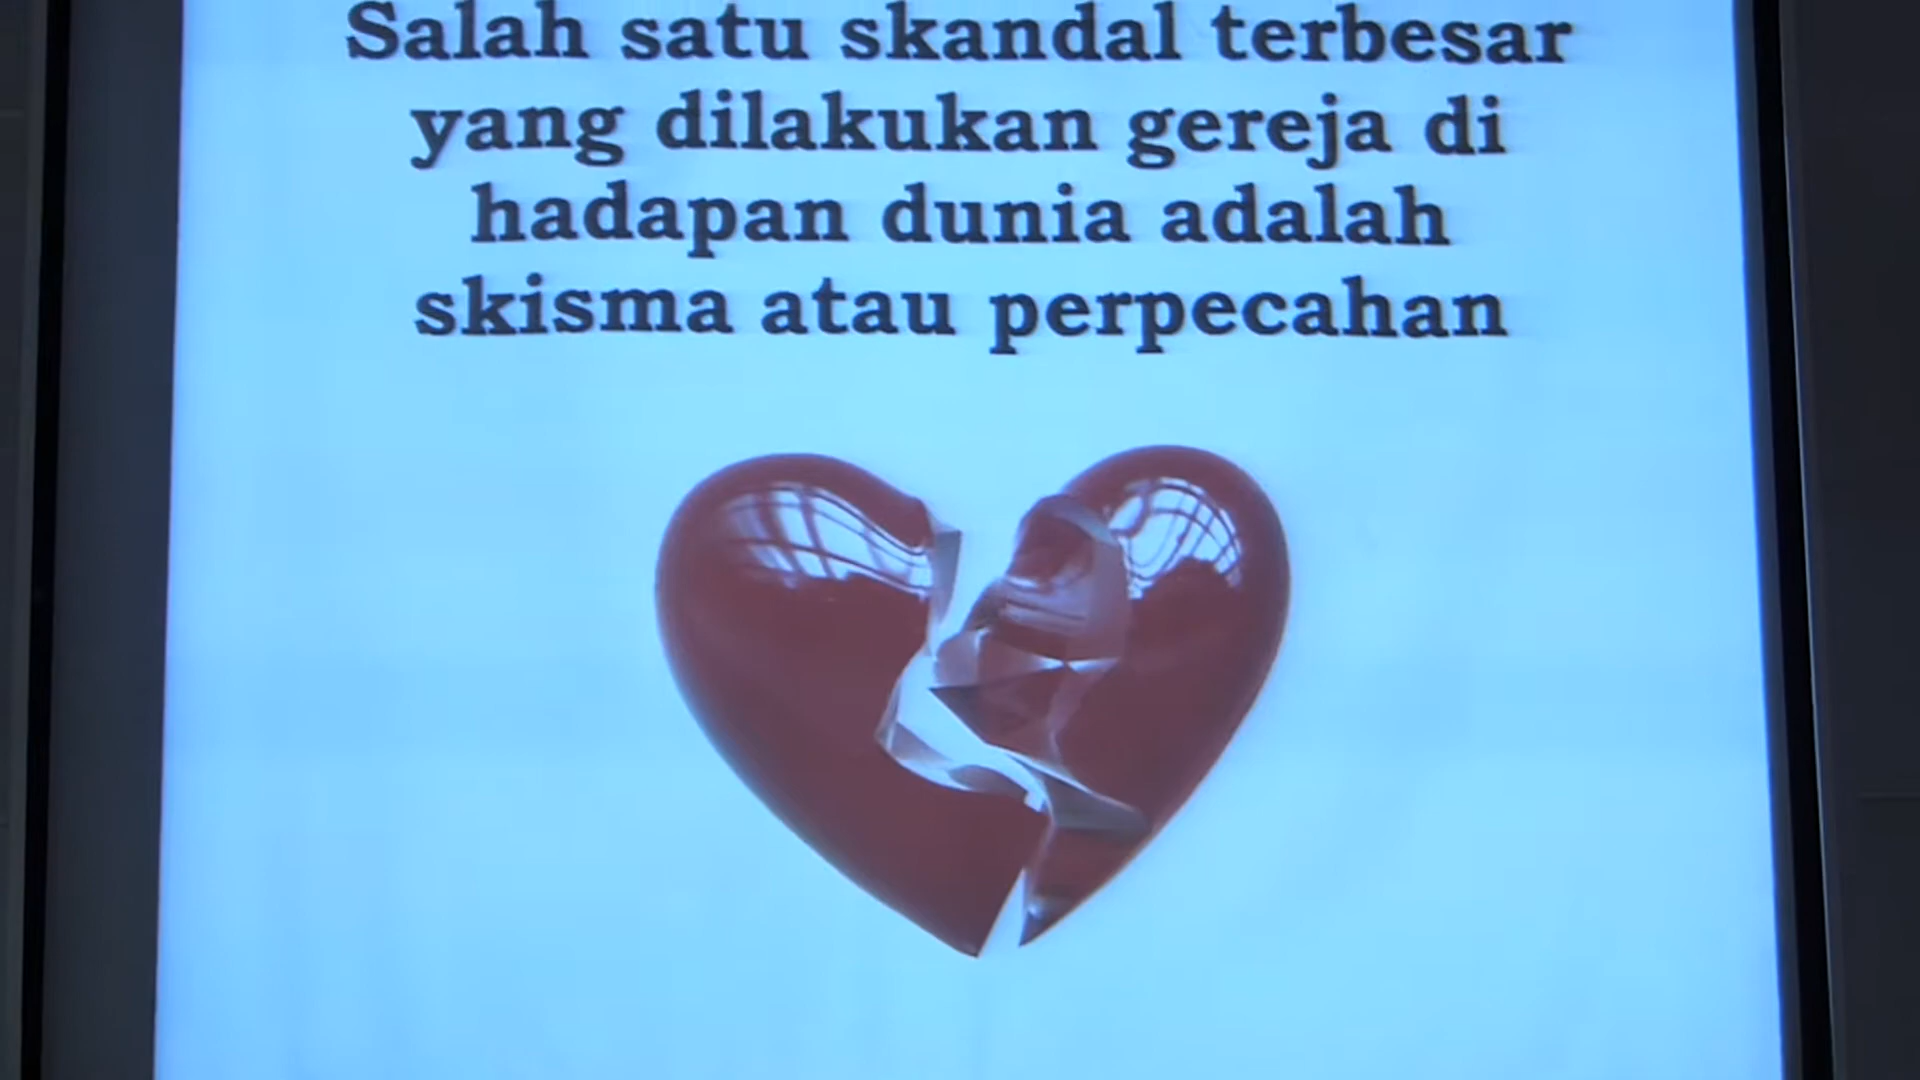 Salah satu skandal terbesar
yang dilakukan gereja di
hadapan dunia adalah
skisma atau perpecahan